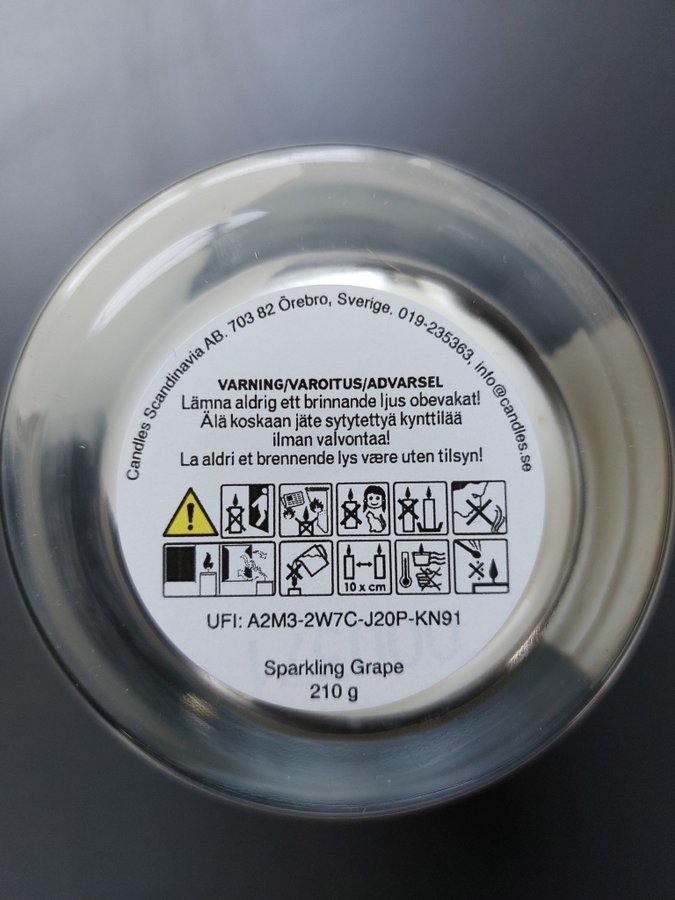 Candles Scandinavia AB. 703 82 Örebro, Sverige. 019-235363, info@candles.se
VARNING/VAROITUS/ADVARSEL
Lämna aldrig ett brinnande ljus obevakat!
Älä koskaan jäte sytytettyä kynttilää
ilman valvontaa!
La aldri et brennende lys være uten tilsyn!
10 x cm
UFI: A2M3-2W7C-J20P-KN91
Sparkling Grape
210 g